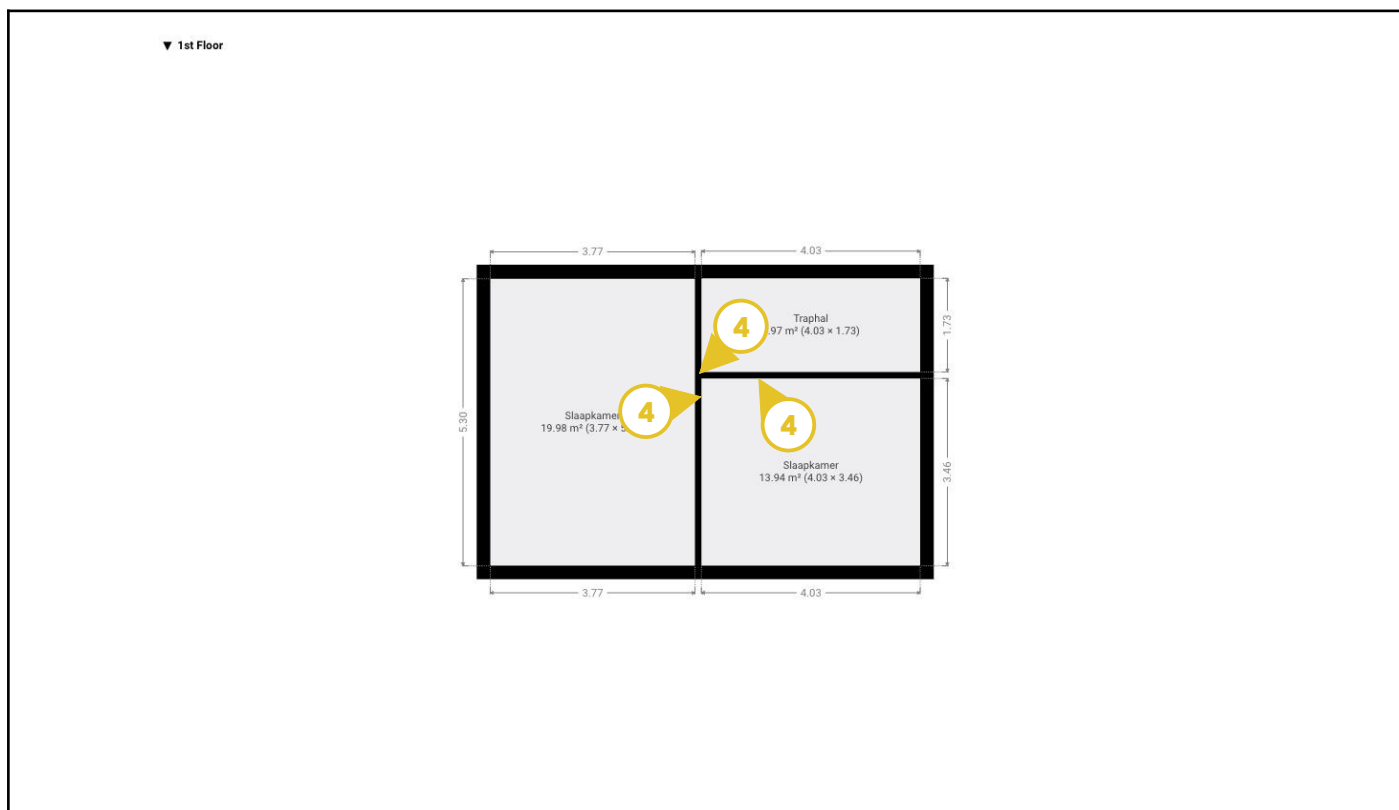 ▼ 1st Floor
3.77
4.03
Traphal
.97 m² (4.03 × 1.73)
1.73
4
4
4
5.30
Slaapkamer
19.98 m² (3.77 ×
Slaapkamer
13.94 m² (4.03 × 3.46)
3.46
3.77
4.03